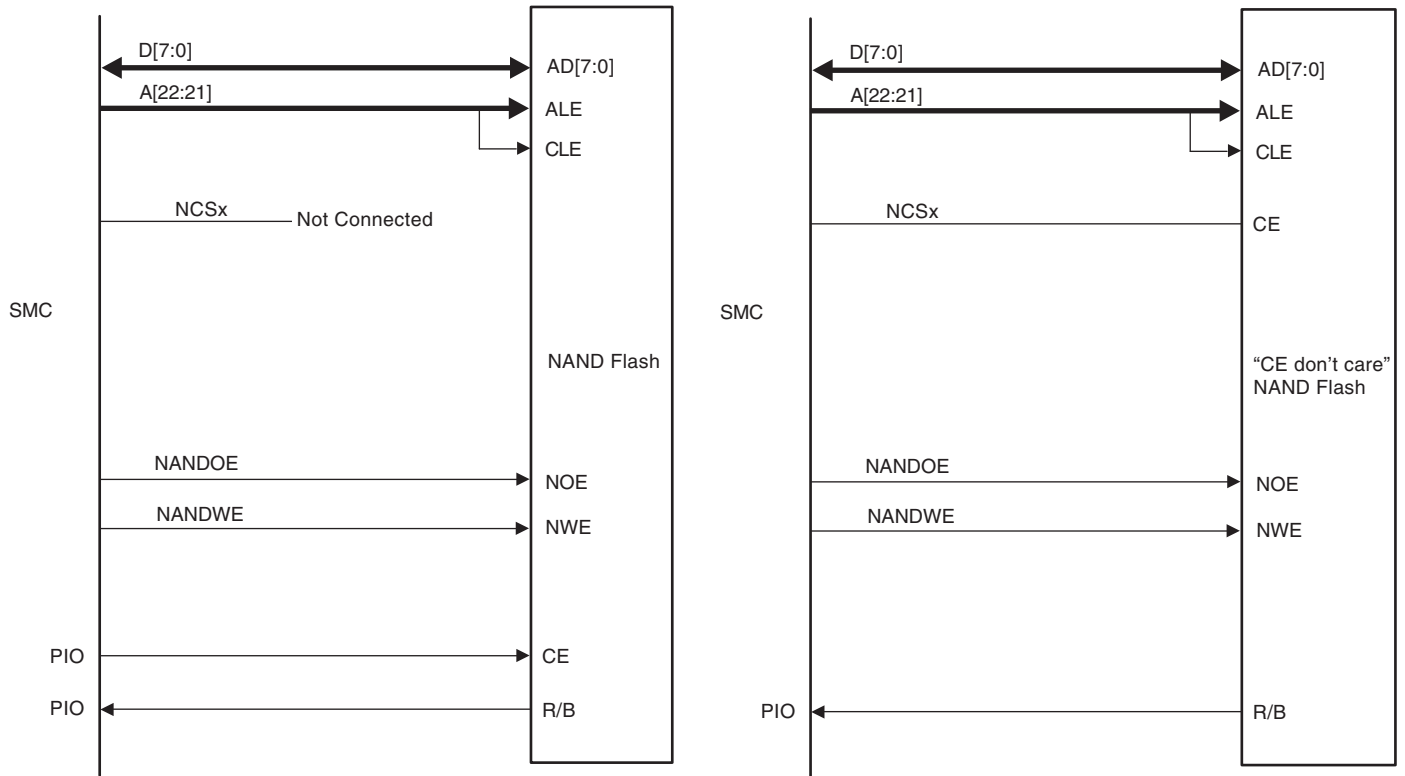 D[7:0]
AD[7:0]
A[22:21]
ALE
CLE
NCSx
Not Connected
SMC
NAND Flash
NANDOE
NOE
NANDWE
NWE
PIO
CE
PIO
R/B
D[7:0]
AD[7:0]
A[22:21]
ALE
CLE
NCSx
CE
SMC
“CE don’t care”
NAND Flash
NANDOE
NOE
NANDWE
NWE
PIO
R/B